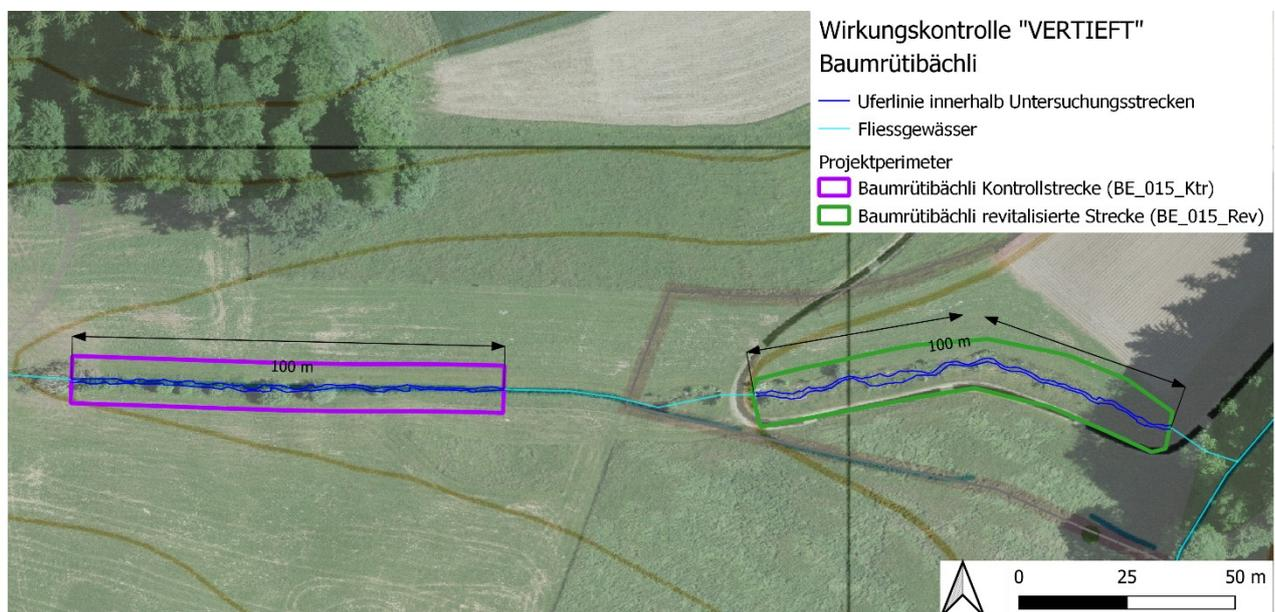 Wirkungskontrolle "VERTIEFT"
Baumrütibächli
Uferlinie innerhalb Untersuchungsstrecken
Fliessgewässer
Projektperimeter
Baumrütibächli Kontrollstrecke (BE_015_Ktr)
Baumrütibächli revitalisierte Strecke (BE_015_Rev)
100 m
100 m
0 25 50 m